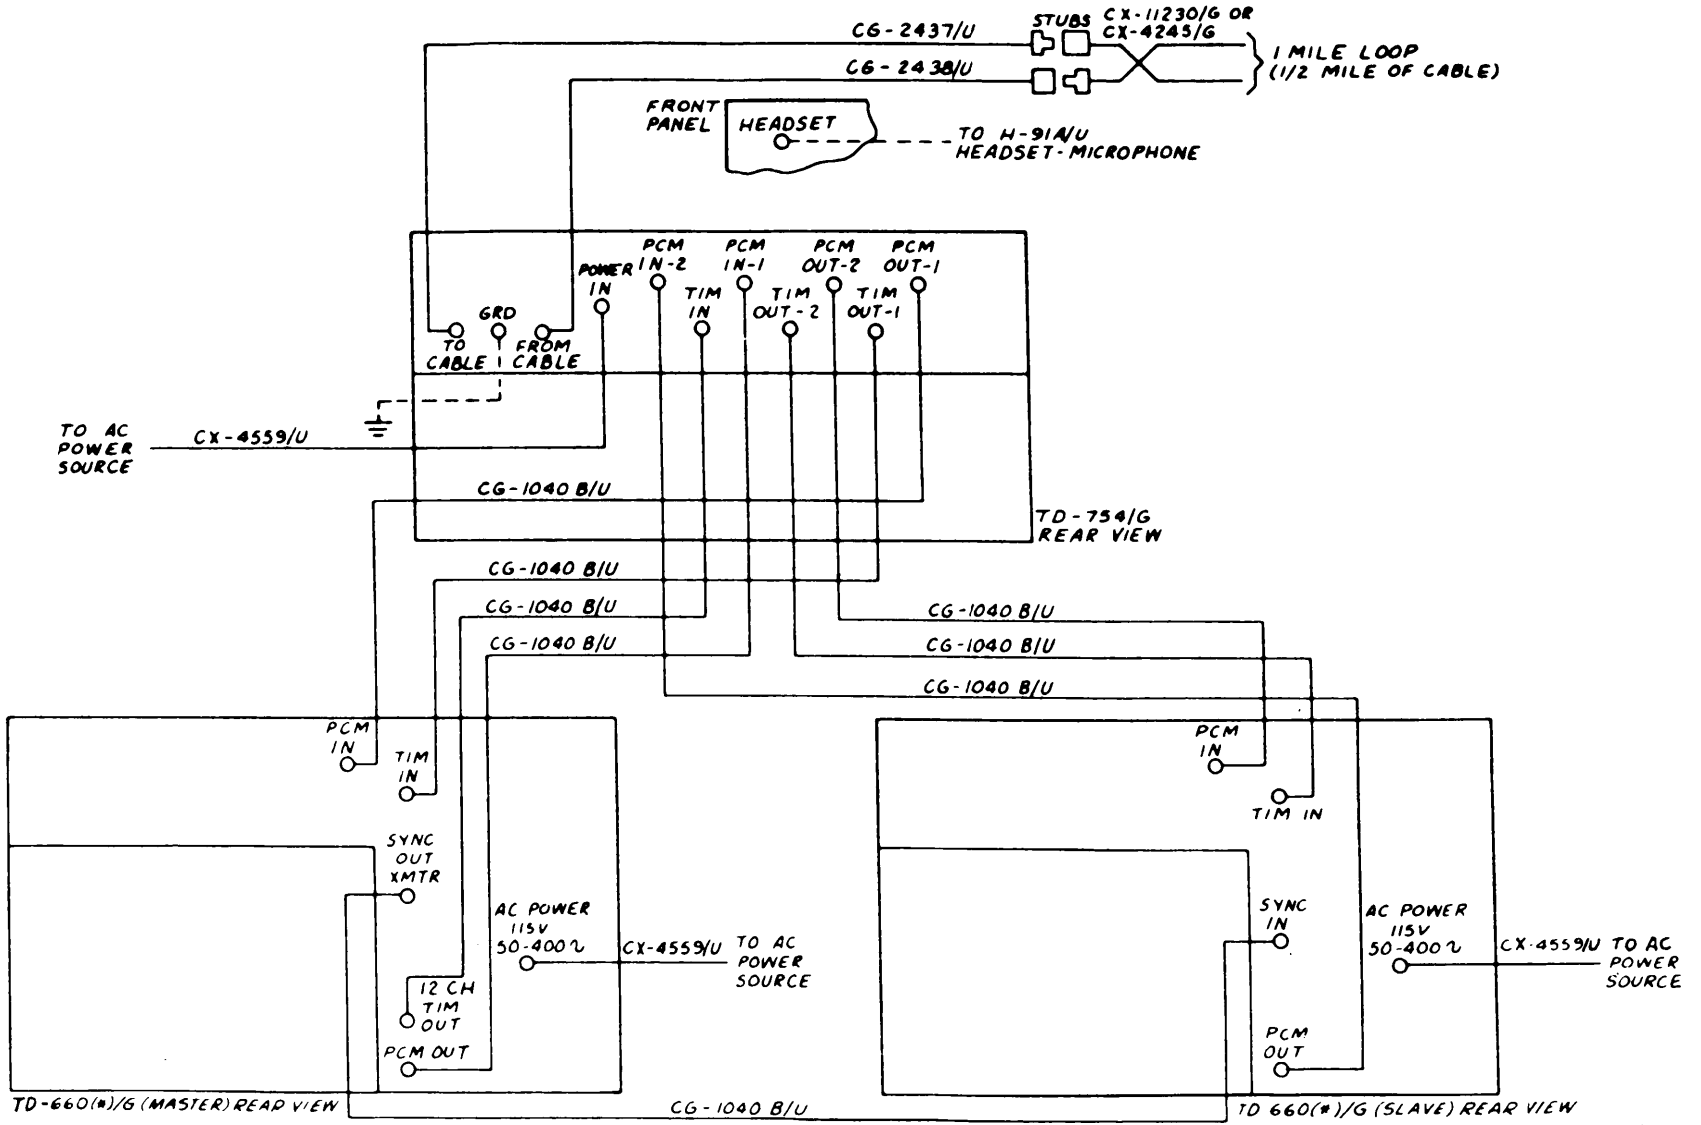 CG-2437/U
STUBS
CX-11230/G OR
CX-4245/G
1 MILE LOOP
(1/2 MILE OF CABLE)
CG-2438/U
FRONT
PANEL
HEADSET
TO H-91A/U
HEADSET-MICROPHONE
POWER
IN
PCM
IN-2
PCM
IN-1
PCM
OUT-2
PCM
OUT-1
TIM
IN
TIM
OUT-2
TIM
OUT-1
GRD
TO
CABLE
FROM
CABLE
TO AC
POWER
SOURCE
CX-4559/U
CG-1040 B/U
TD-754/G
REAR VIEW
CG-1040 B/U
CG-1040 B/U
CG-1040 B/U
CG-1040 B/U
CG-1040 B/U
CG-1040 B/U
PCM
IN
TIM
IN
SYNC
OUT
XMTR
AC POWER
115V
50-400~
CX-4559/U
TO AC
POWER
SOURCE
12 CH
TIM
OUT
PCM OUT
TD-660(*)/G (MASTER) REAR VIEW
PCM
IN
TIM IN
SYNC
IN
AC POWER
115V
50-400~
CX-4559/U
TO AC
POWER
SOURCE
PCM
OUT
CG-1040 B/U
TD 660(*)/G (SLAVE) REAR VIEW